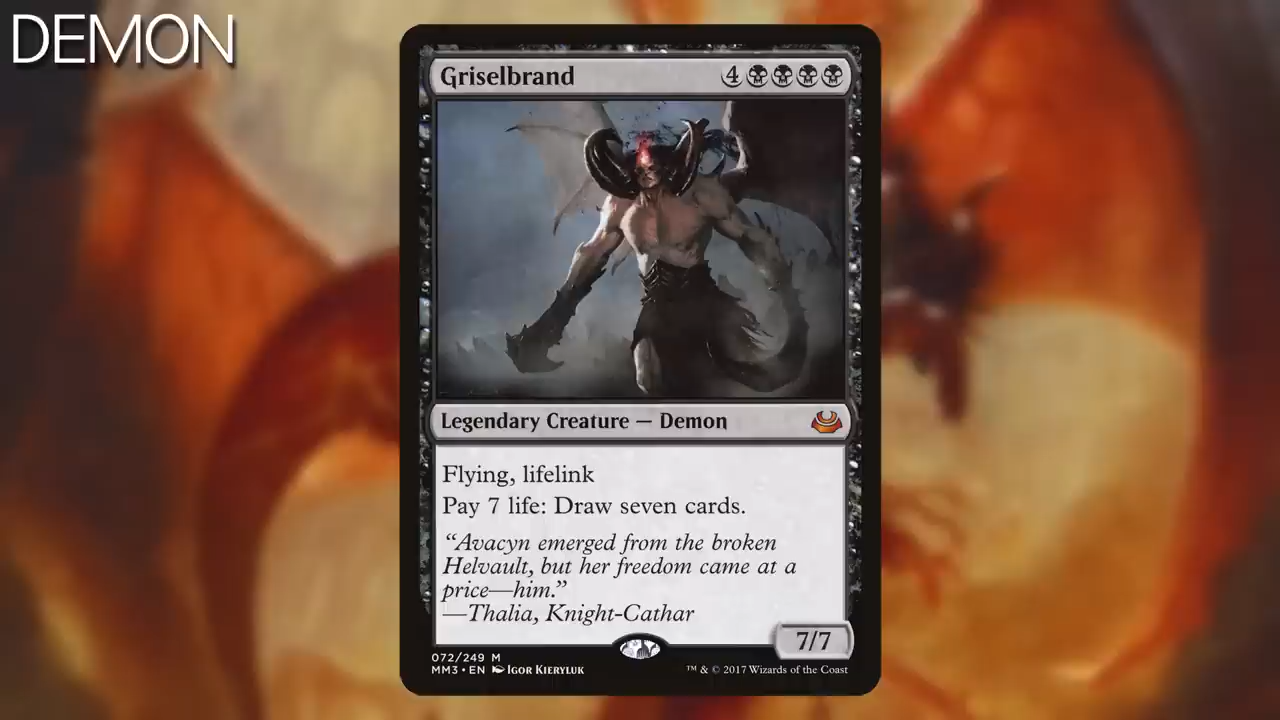 DEMON
Griselbrand 4
Legendary Creature — Demon
Flying, lifelink
Pay 7 life: Draw seven cards.
“Avacyn emerged from the broken
Helvault, but her freedom came at a
price—him.”
—Thalia, Knight-Cathar
7/7
072/249 M
MM3 • EN Igor Kieryluk
™ & © 2017 Wizards of the Coast